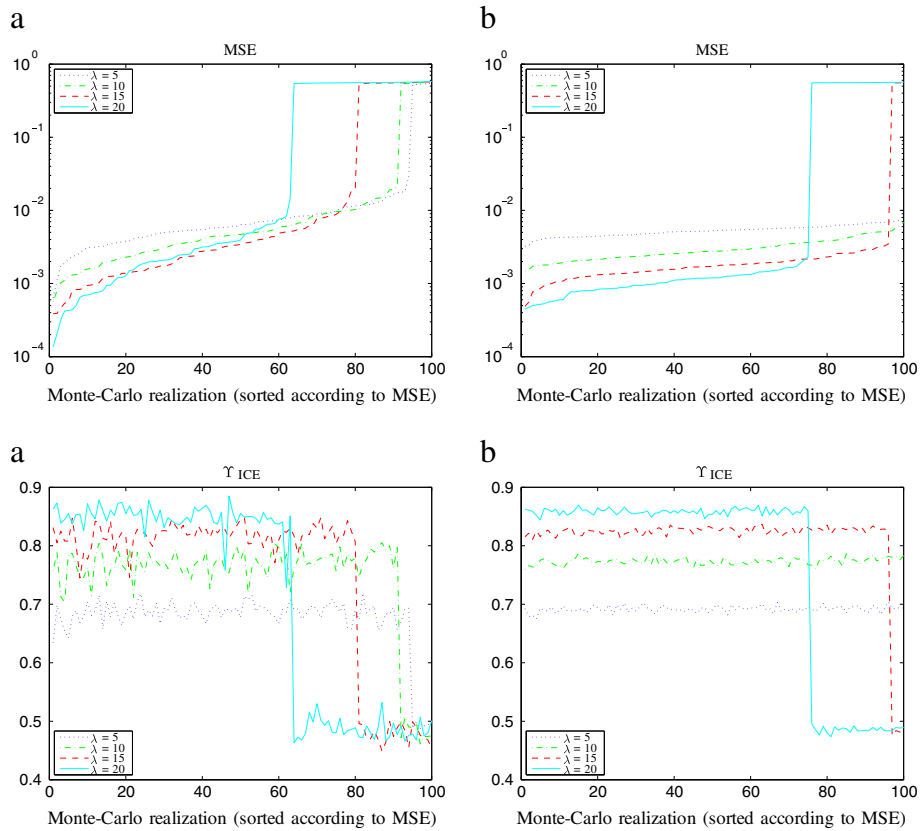 a
MSE
10^0
10^-1
10^-2
10^-3
10^-4
λ = 5
λ = 10
λ = 15
λ = 20
0 20 40 60 80 100
Monte-Carlo realization (sorted according to MSE)
b
MSE
10^0
10^-1
10^-2
10^-3
10^-4
λ = 5
λ = 10
λ = 15
λ = 20
0 20 40 60 80 100
Monte-Carlo realization (sorted according to MSE)
a
ϒ ICE
0.9
0.8
0.7
0.6
0.5
0.4
λ = 5
λ = 10
λ = 15
λ = 20
0 20 40 60 80 100
Monte-Carlo realization (sorted according to MSE)
b
ϒ ICE
0.9
0.8
0.7
0.6
0.5
0.4
λ = 5
λ = 10
λ = 15
λ = 20
0 20 40 60 80 100
Monte-Carlo realization (sorted according to MSE)